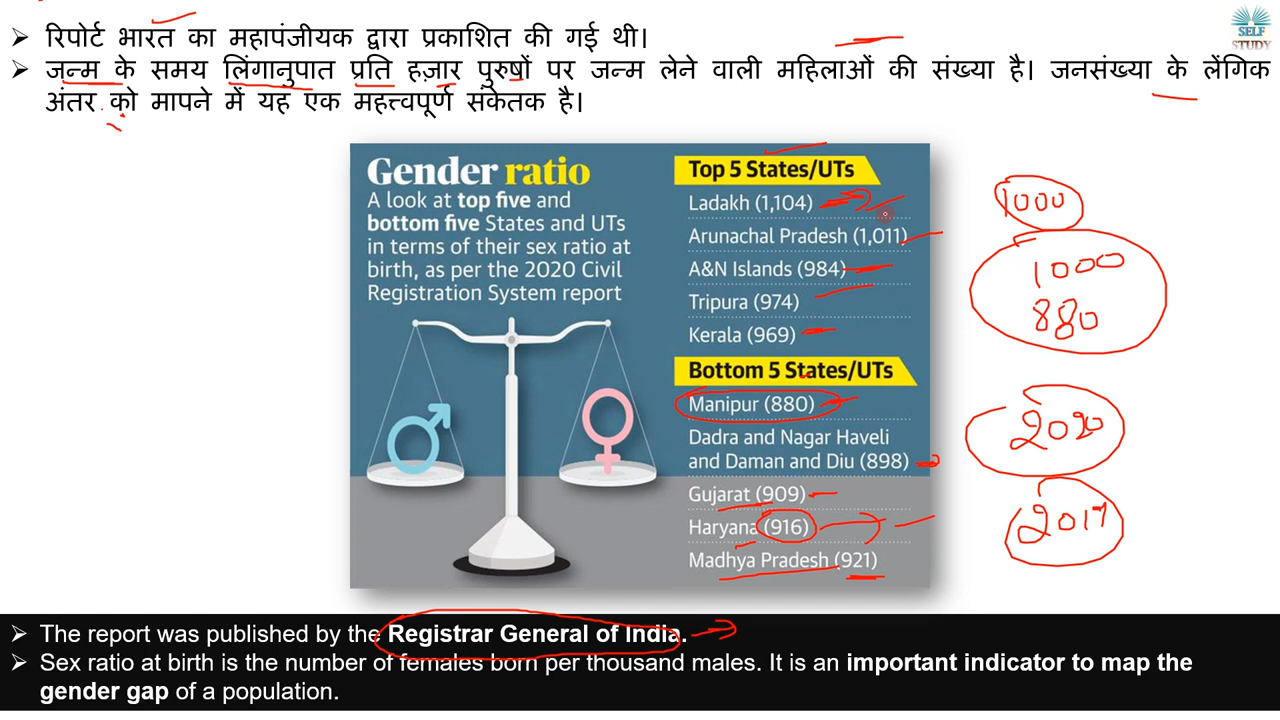 ➢ रिपोर्ट भारत का महापंजीयक द्वारा प्रकाशित की गई थी।
➢ जन्म के समय लिंगानुपात प्रति हज़ार पुरुषों पर जन्म लेने वाली महिलाओं की संख्या है। जनसंख्या के लेंगिक
अंतर को मापने में यह एक महत्त्वपूर्ण संकेतक है।
SELF
STUDY
Gender ratio
A look at top five and
bottom five States and UTs
in terms of their sex ratio at
birth, as per the 2020 Civil
Registration System report
Top 5 States/UTs
Ladakh (1,104)
Arunachal Pradesh (1,011)
A&N Islands (984)
Tripura (974)
Kerala (969)
Bottom 5 States/UTs
Manipur (880)
Dadra and Nagar Haveli
and Daman and Diu (898)
Gujarat (909)
Haryana (916)
Madhya Pradesh (921)
1000
1000
880
2020
2017
➢ The report was published by the Registrar General of India.
➢ Sex ratio at birth is the number of females born per thousand males. It is an important indicator to map the
gender gap of a population.